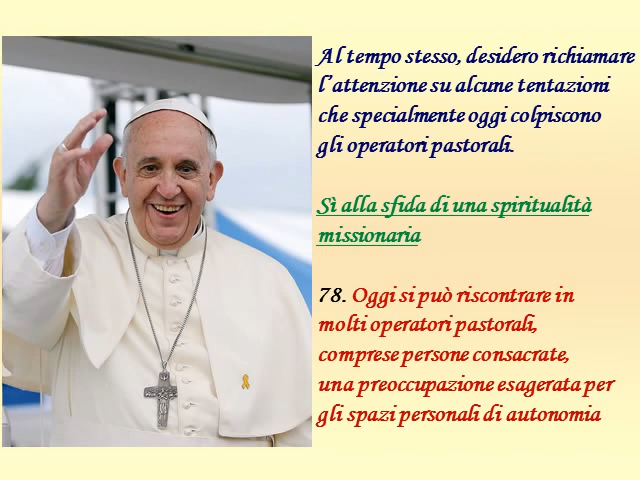 Al tempo stesso, desidero richiamare
l'attenzione su alcune tentazioni
che specialmente oggi colpiscono
gli operatori pastorali.
Sì alla sfida di una spiritualità
missionaria
78. Oggi si può riscontrare in
molti operatori pastorali,
comprese persone consacrate,
una preoccupazione esagerata per
gli spazi personali di autonomia